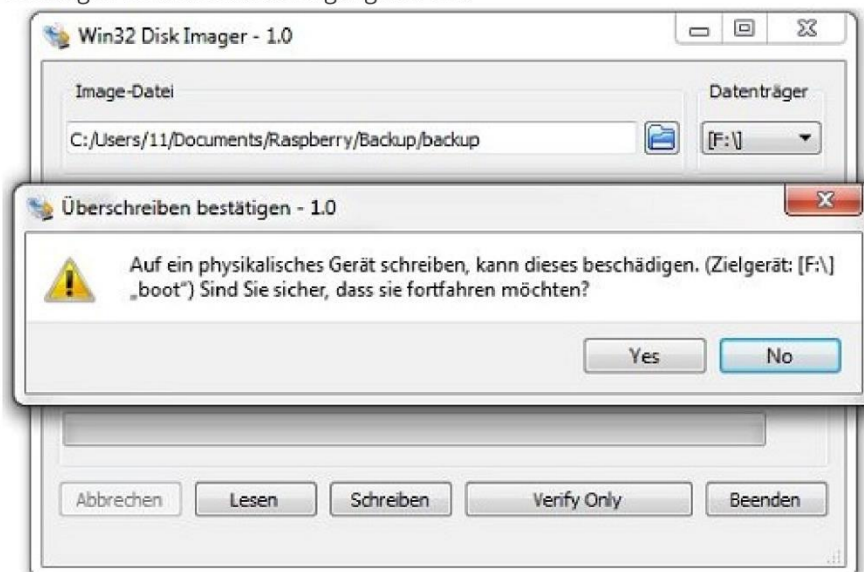 Win32 Disk Imager - 1.0
Image-Datei
Datenträger
C:/Users/11/Documents/Raspberry/Backup/backup
[F:\]
Überschreiben bestätigen - 1.0
Auf ein physikalisches Gerät schreiben, kann dieses beschädigen. (Zielgerät: [F:\]
„boot“) Sind Sie sicher, dass sie fortfahren möchten?
Yes
No
Abbrechen
Lesen
Schreiben
Verify Only
Beenden